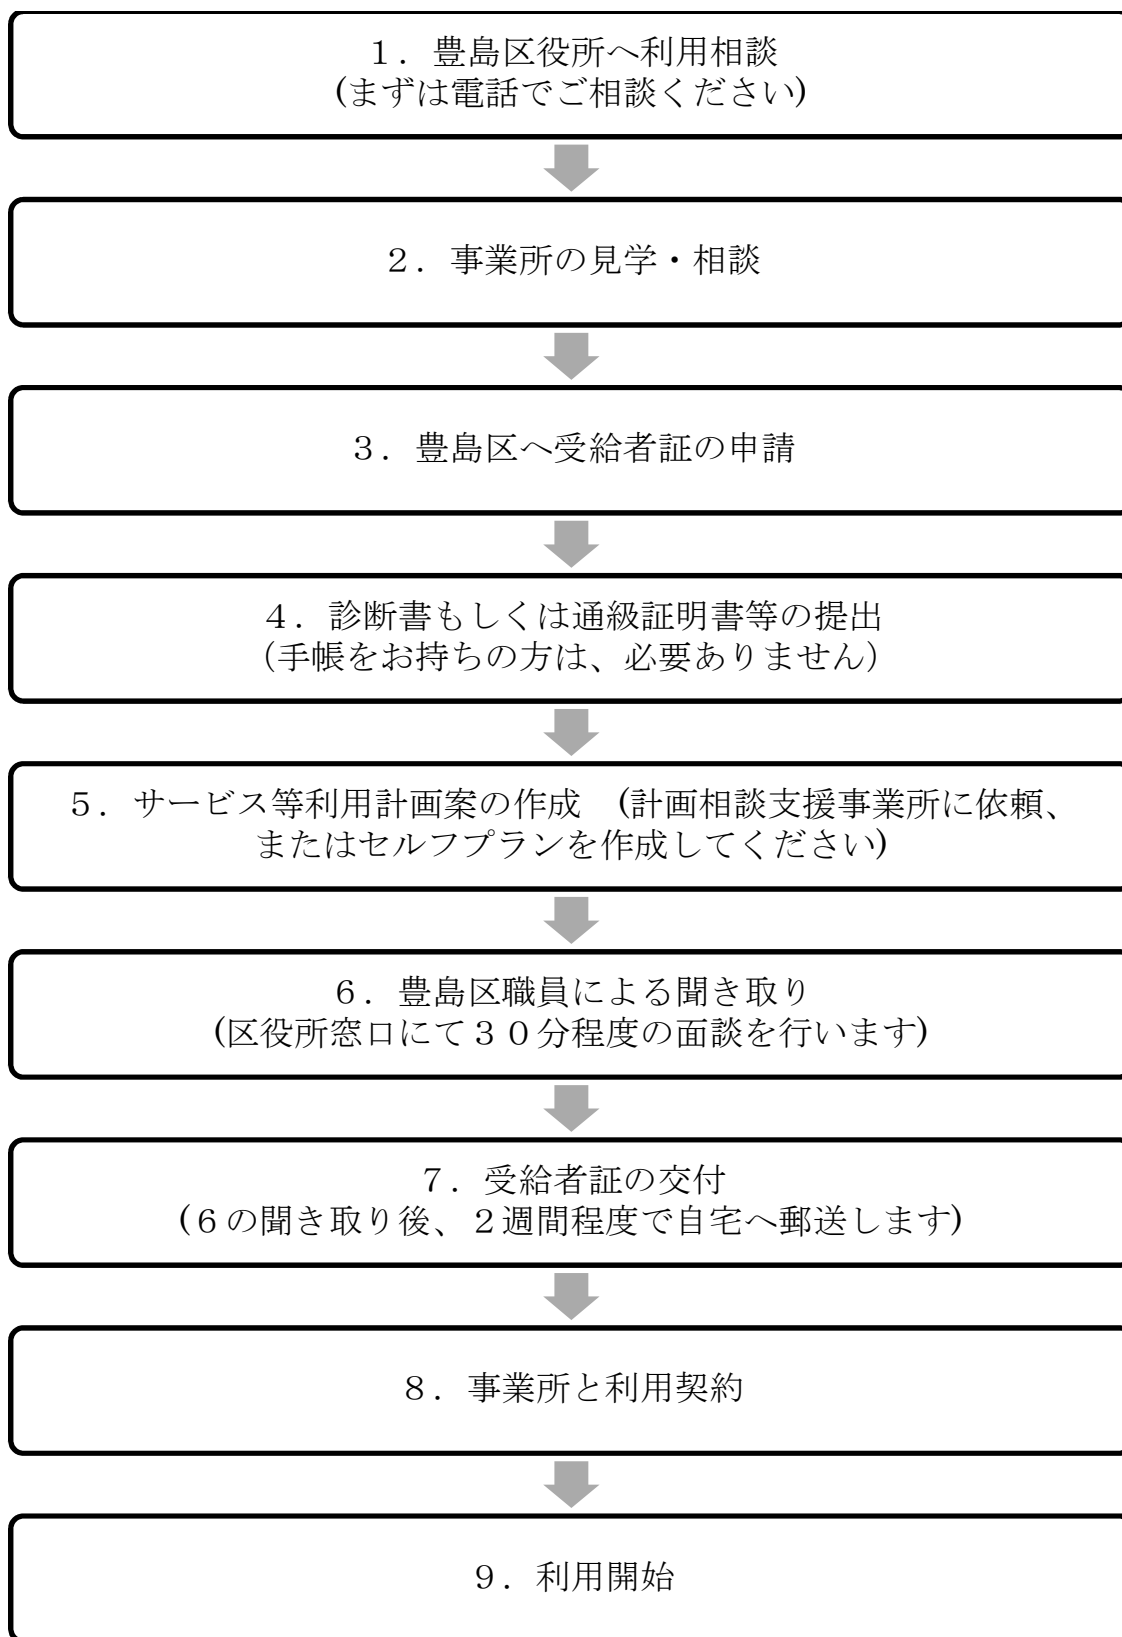 １．豊島区役所へ利用相談
(まずは電話でご相談ください)
２．事業所の見学・相談
３．豊島区へ受給者証の申請
４．診断書もしくは通級証明書等の提出
（手帳をお持ちの方は、必要ありません）
５．サービス等利用計画案の作成　(計画相談支援事業所に依頼、
またはセルフプランを作成してください)
６．豊島区職員による聞き取り
(区役所窓口にて３０分程度の面談を行います)
７．受給者証の交付
(６の聞き取り後、２週間程度で自宅へ郵送します)
８．事業所と利用契約
９．利用開始